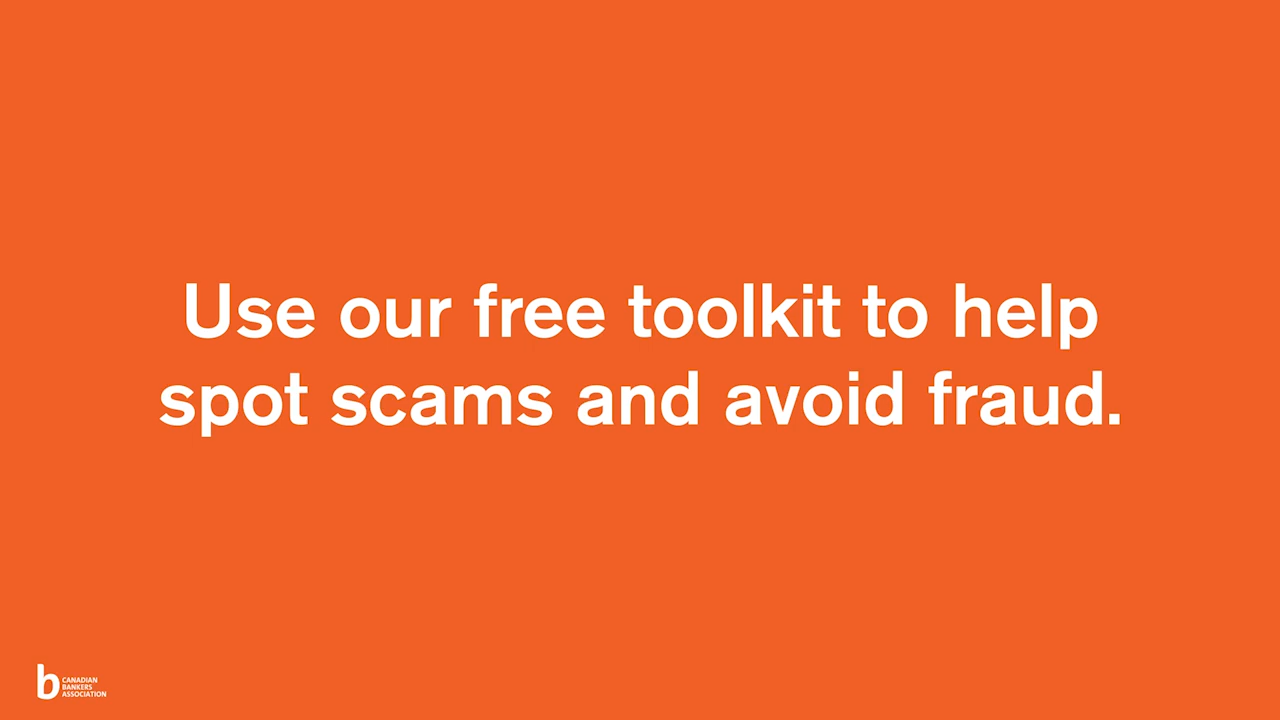 Use our free toolkit to help
spot scams and avoid fraud.
b
CANADIAN
BANKERS
ASSOCIATION